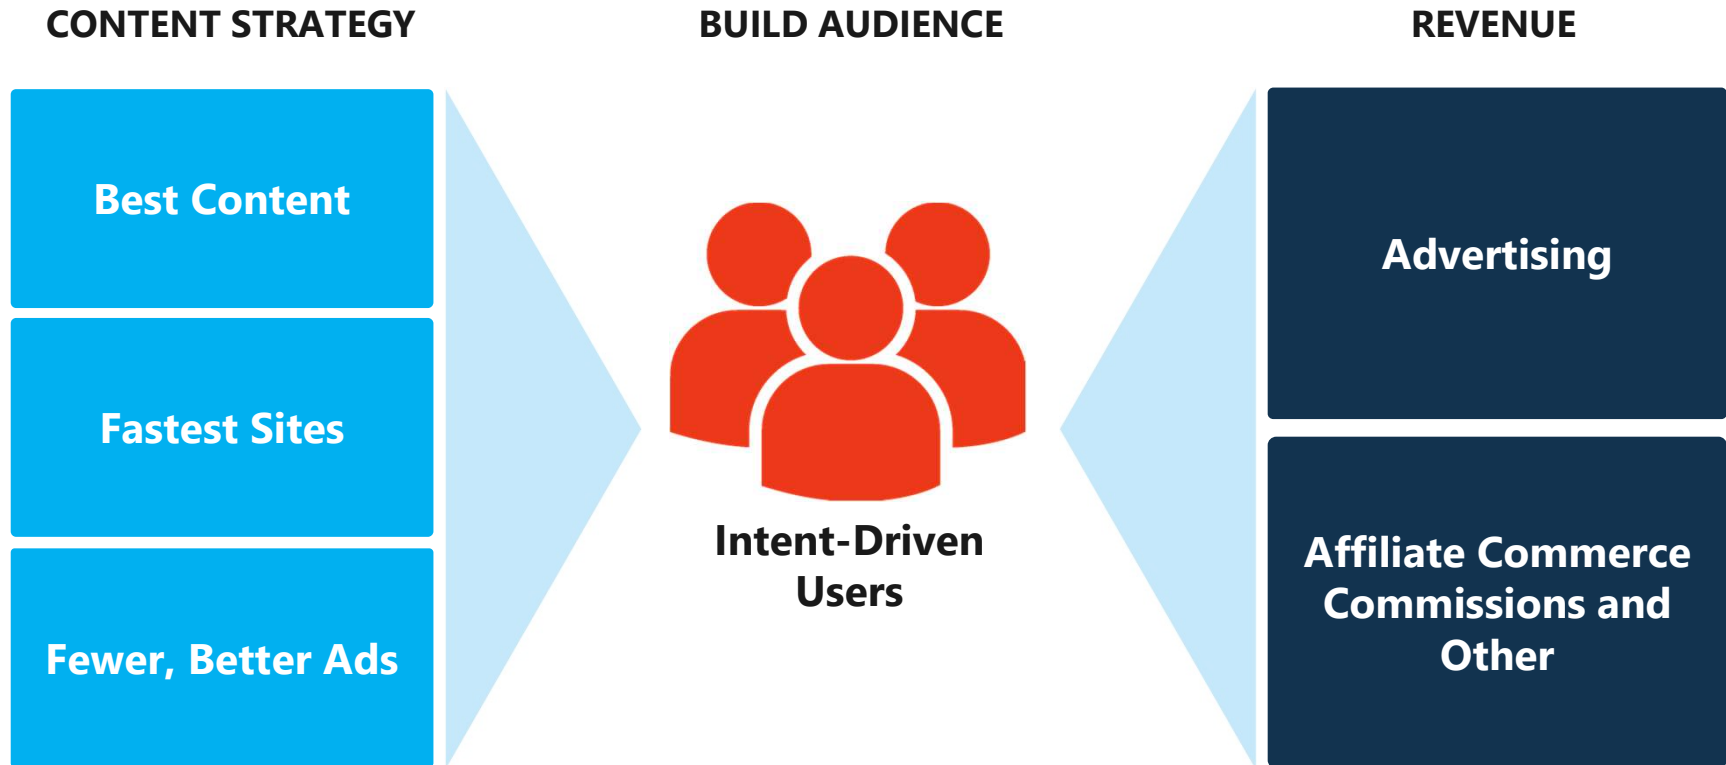 CONTENT STRATEGY
BUILD AUDIENCE
REVENUE
Best Content
Fastest Sites
Fewer, Better Ads
Intent-Driven
Users
Advertising
Affiliate Commerce
Commissions and
Other